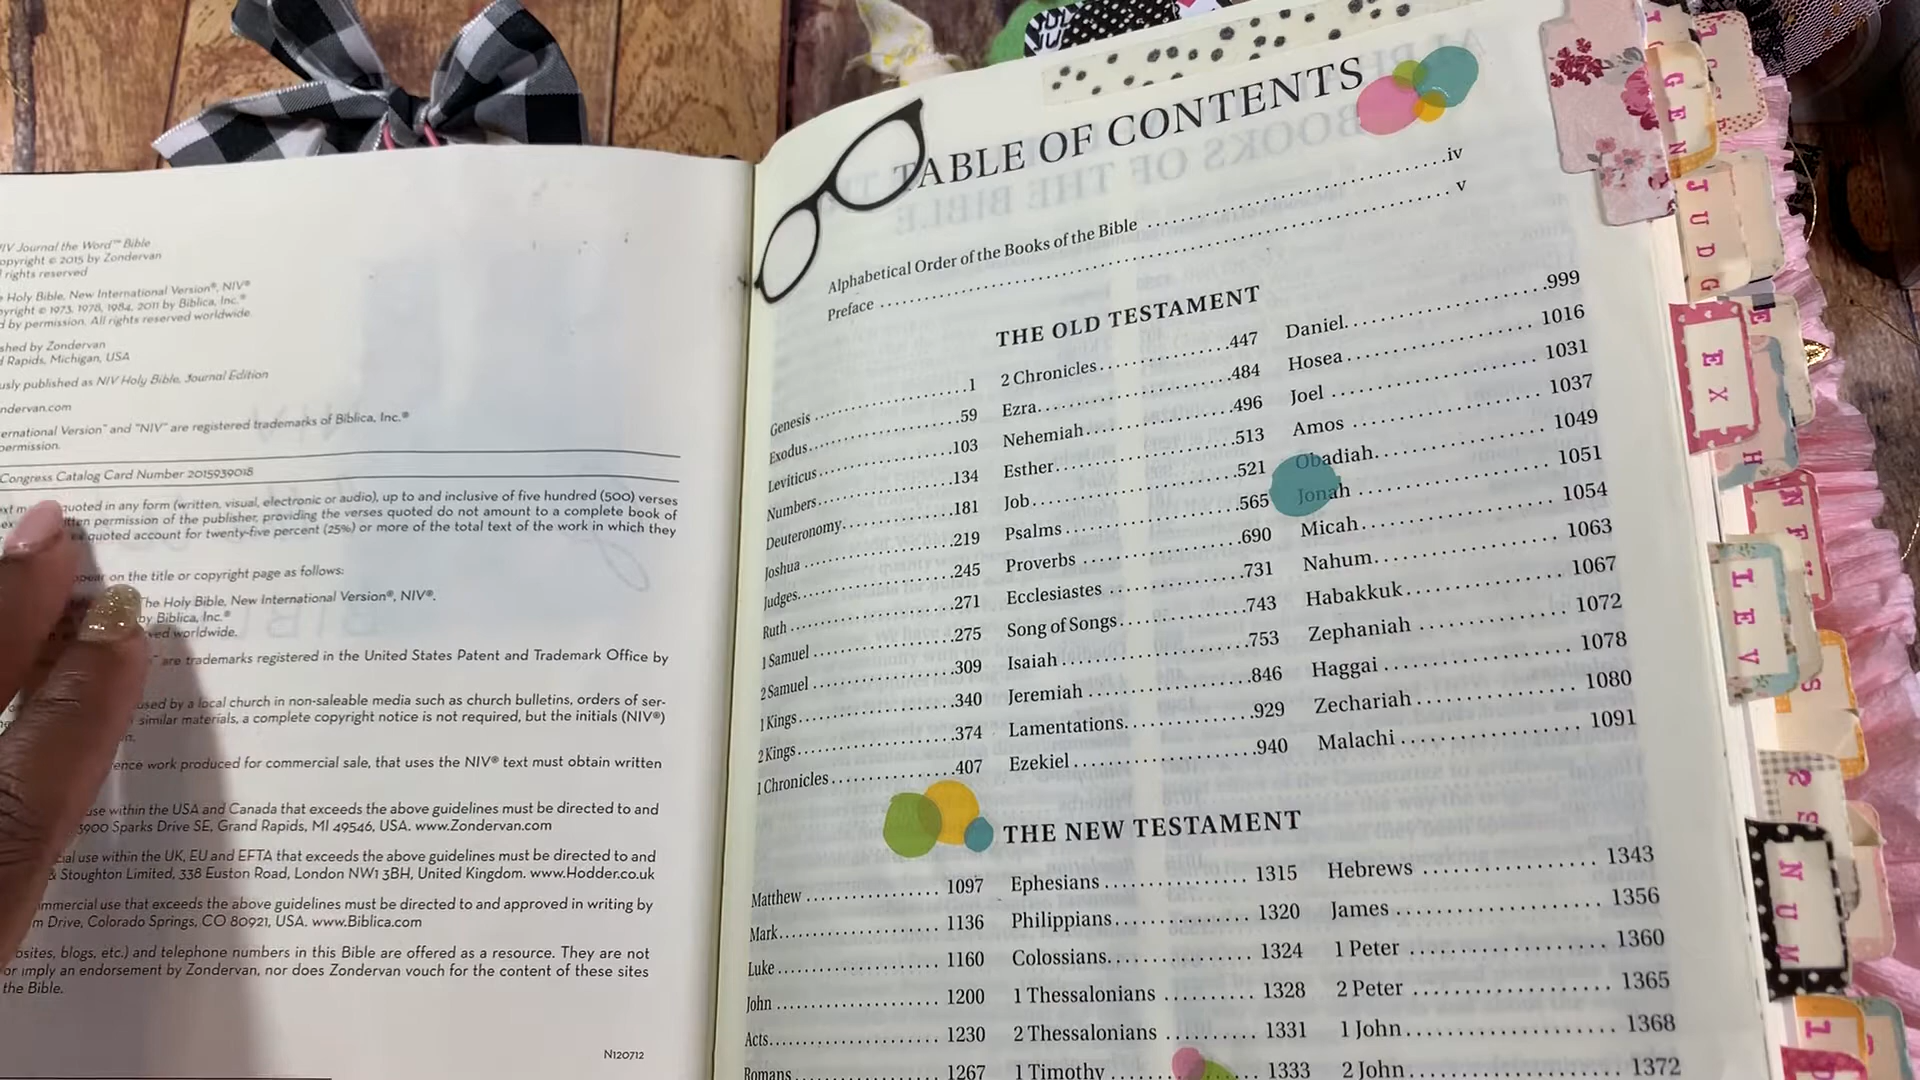 IV Journal the Word™ Bible
opyright © 2015 by Zondervan
rights reserved
Holy Bible, New International Version®, NIV®
yright © 1973, 1978, 1984, 2011 by Biblica, Inc.®
d by permission. All rights reserved worldwide.
shed by Zondervan
d Rapids, Michigan, USA
usly published as NIV Holy Bible, Journal Edition
ndervan.com
ernational Version" and "NIV" are registered trademarks of Biblica, Inc.®
permission.
Congress Catalog Card Number 2015939018
quoted in any form (written, visual, electronic or audio), up to and inclusive of five hundred (500) verses
tten permission of the publisher, providing the verses quoted do not amount to a complete book of
quoted account for twenty-five percent (25%) or more of the total text of the work in which they
pear on the title or copyright page as follows:
The Holy Bible, New International Version®, NIV®.
by Biblica, Inc.®
ved worldwide.
are trademarks registered in the United States Patent and Trademark Office by
used by a local church in non-saleable media such as church bulletins, orders of ser-
similar materials, a complete copyright notice is not required, but the initials (NIV®)
n.
ence work produced for commercial sale, that uses the NIV® text must obtain written
use within the USA and Canada that exceeds the above guidelines must be directed to and
3900 Sparks Drive SE, Grand Rapids, MI 49546, USA. www.Zondervan.com
cial use within the UK, EU and EFTA that exceeds the above guidelines must be directed to and
& Stoughton Limited, 338 Euston Road, London NW1 3BH, United Kingdom. www.Hodder.co.uk
mmercial use that exceeds the above guidelines must be directed to and approved in writing by
m Drive, Colorado Springs, CO 80921, USA. www.Biblica.com
bsites, blogs, etc.) and telephone numbers in this Bible are offered as a resource. They are not
or imply an endorsement by Zondervan, nor does Zondervan vouch for the content of these sites
the Bible.
N120712
TABLE OF CONTENTS
Alphabetical Order of the Books of the Bible iv
Preface v
THE OLD TESTAMENT
Genesis 1
Exodus 59
Leviticus 103
Numbers 134
Deuteronomy 181
Joshua 219
Judges 245
Ruth 271
1 Samuel 275
2 Samuel 309
1 Kings 340
2 Kings 374
1 Chronicles 407
2 Chronicles 447
Ezra 484
Nehemiah 496
Esther 513
Job 521
Psalms 565
Proverbs 690
Ecclesiastes 731
Song of Songs 743
Isaiah 753
Jeremiah 846
Lamentations 929
Ezekiel 940
Daniel 999
Hosea 1016
Joel 1031
Amos 1037
Obadiah 1049
Jonah 1051
Micah 1054
Nahum 1063
Habakkuk 1067
Zephaniah 1072
Haggai 1078
Zechariah 1080
Malachi 1091
THE NEW TESTAMENT
Matthew 1097
Mark 1136
Luke 1160
John 1200
Acts 1230
Romans 1267
Ephesians 1315
Philippians 1320
Colossians 1324
1 Thessalonians 1328
2 Thessalonians 1331
1 Timothy 1333
Hebrews 1343
James 1356
1 Peter 1360
2 Peter 1365
1 John 1368
2 John 1372
GEN
JUDG
EX
LEV
NUM